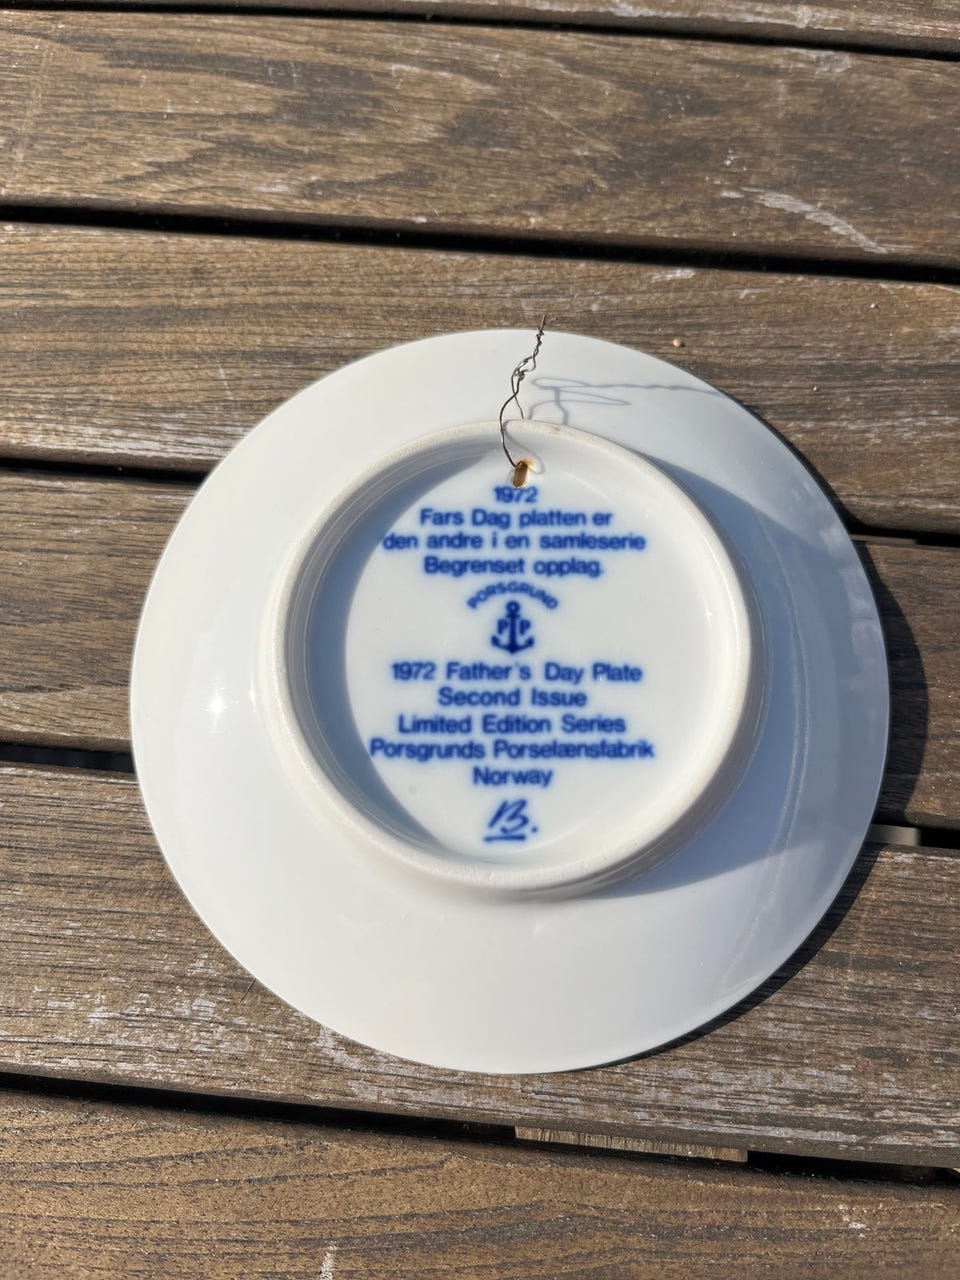 1972
Fars Dag platten er
den andre i en samleserie
Begrenset opplag.
PORSGRUND
P P
1972 Father's Day Plate
Second Issue
Limited Edition Series
Porsgrunds Porselænsfabrik
Norway
B.